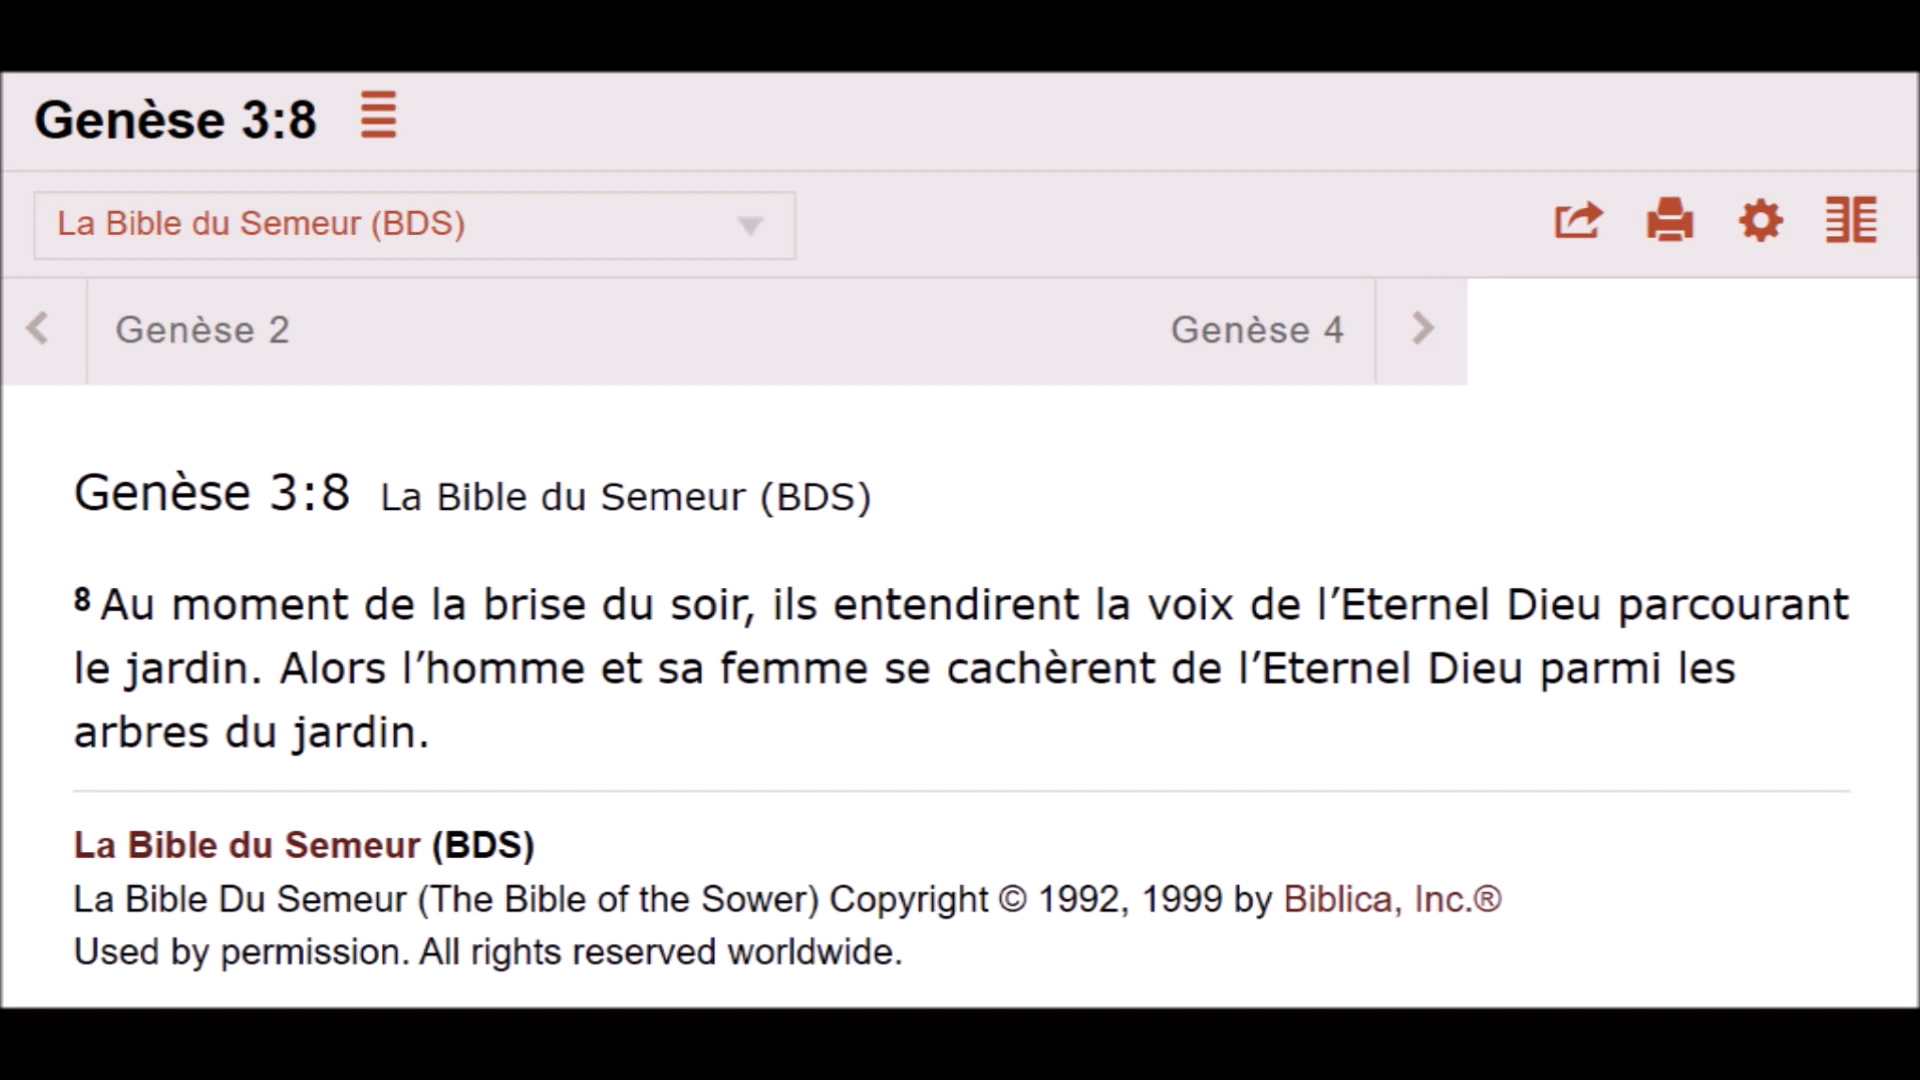 Genèse 3:8
La Bible du Semeur (BDS)
Genèse 2
Genèse 4
Genèse 3:8 La Bible du Semeur (BDS)
8 Au moment de la brise du soir, ils entendirent la voix de l’Eternel Dieu parcourant
le jardin. Alors l’homme et sa femme se cachèrent de l’Eternel Dieu parmi les
arbres du jardin.
La Bible du Semeur (BDS)
La Bible Du Semeur (The Bible of the Sower) Copyright © 1992, 1999 by Biblica, Inc.®
Used by permission. All rights reserved worldwide.